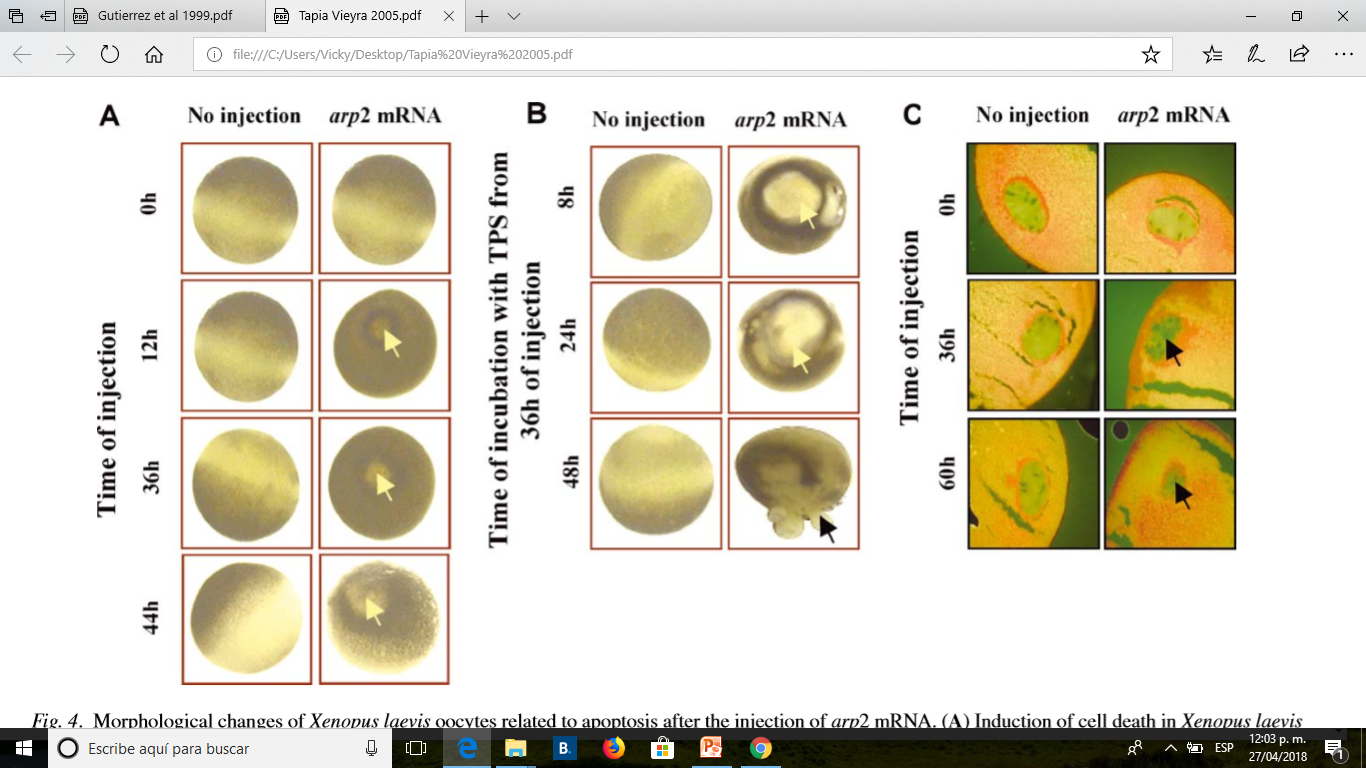 Gutierrez et al 1999.pdf
Tapia Vieyra 2005.pdf
file:///C:/Users/Vicky/Desktop/Tapia%20Vieyra%202005.pdf
A
No injection
arp2 mRNA
Time of injection
0h
12h
36h
44h
B
No injection
arp2 mRNA
Time of incubation with TPS from
36h of injection
8h
24h
48h
C
No injection
arp2 mRNA
Time of injection
0h
36h
60h
Fig. 4. Morphological changes of Xenopus laevis oocytes related to apoptosis after the injection of arp2 mRNA. (A) Induction of cell death in Xenopus laevis
Escribe aquí para buscar
B.
ESP
12:03 p. m.
27/04/2018
1